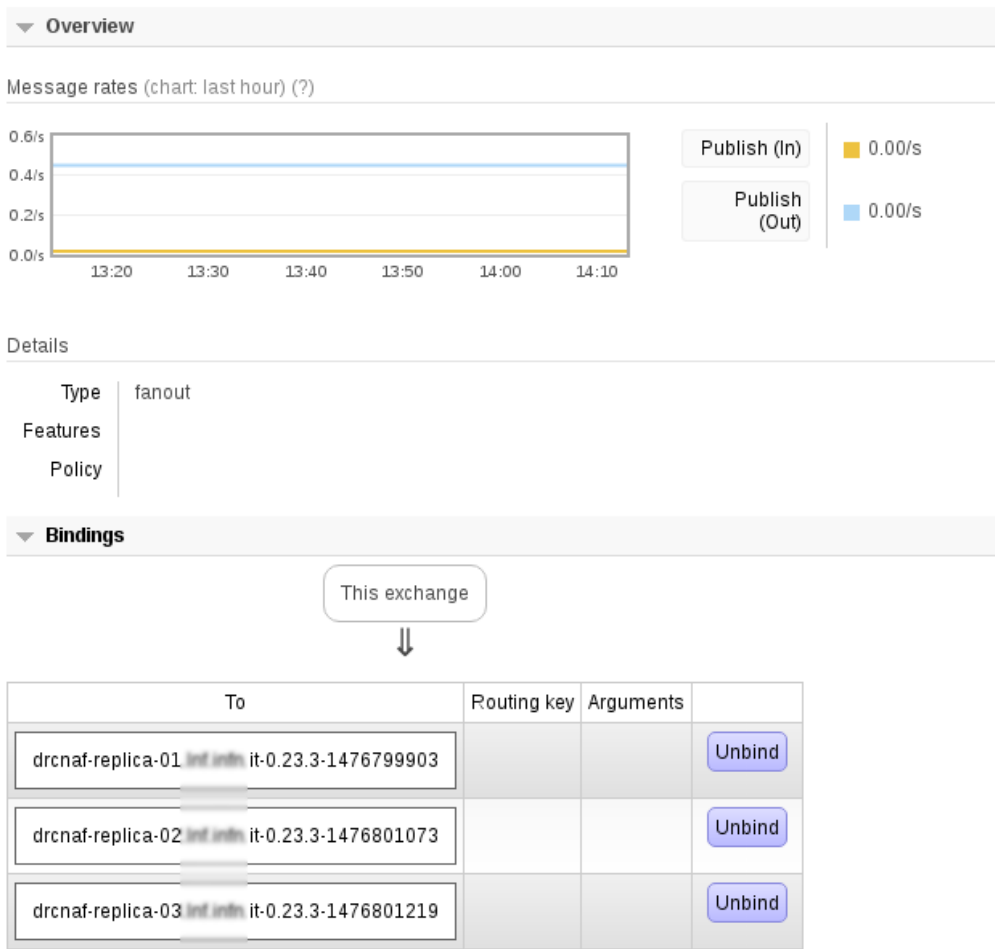 Overview
Message rates (chart: last hour) (?)
0.6/s
0.4/s
0.2/s
0.0/s
13:20 13:30 13:40 13:50 14:00 14:10
Publish (In) 0.00/s
Publish
(Out) 0.00/s
Details
Type fanout
Features
Policy
Bindings
This exchange
⇓
To Routing key Arguments
drcnaf-replica-01 it-0.23.3-1476799903 Unbind
drcnaf-replica-02 it-0.23.3-1476801073 Unbind
drcnaf-replica-03 it-0.23.3-1476801219 Unbind